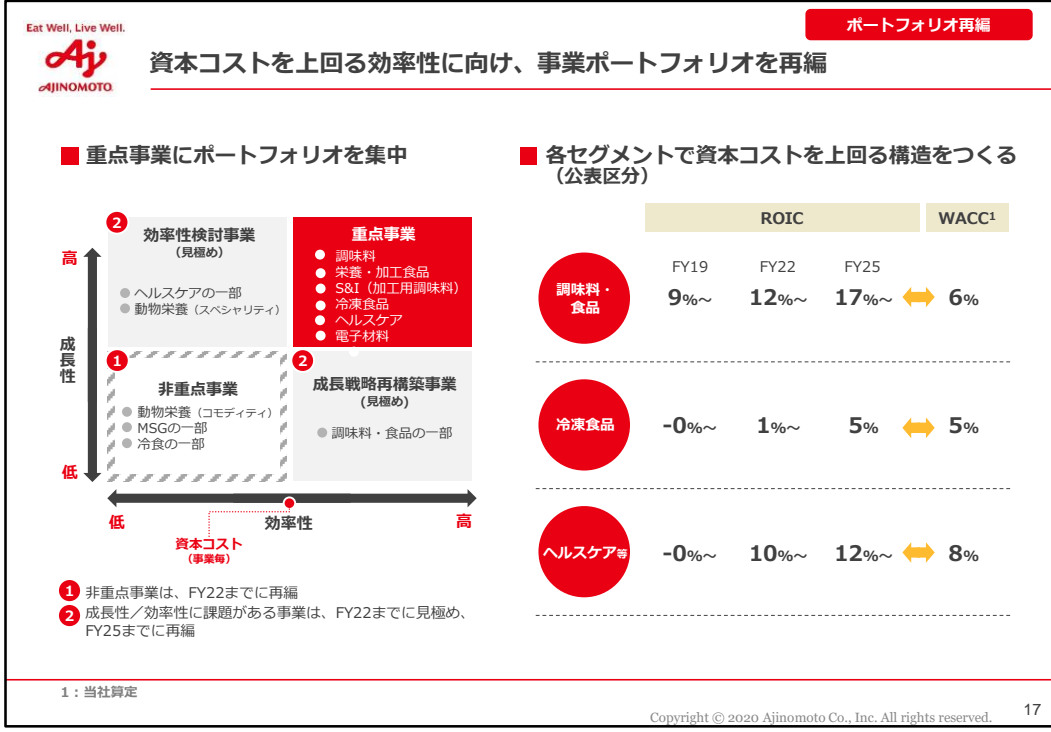 Eat Well, Live Well.
AJINOMOTO
ポートフォリオ再編
資本コストを上回る効率性に向け、事業ポートフォリオを再編
重点事業にポートフォリオを集中
高
成長性
低
2
効率性検討事業
(見極め)
ヘルスケアの一部
動物栄養（スペシャリティ）
重点事業
調味料
栄養・加工食品
S&I（加工用調味料）
冷凍食品
ヘルスケア
電子材料
1
非重点事業
動物栄養（コモディティ）
MSGの一部
冷食の一部
2
成長戦略再構築事業
(見極め)
調味料・食品の一部
低
効率性
高
資本コスト
(事業毎)
1 非重点事業は、FY22までに再編
2 成長性／効率性に課題がある事業は、FY22までに見極め、
FY25までに再編
各セグメントで資本コストを上回る構造をつくる
（公表区分）
ROIC WACC1
FY19 FY22 FY25
調味料・
食品
9%～ 12%～ 17%～ 6%
冷凍食品
-0%～ 1%～ 5% 5%
ヘルスケア等
-0%～ 10%～ 12%～ 8%
1：当社算定
Copyright © 2020 Ajinomoto Co., Inc. All rights reserved.
17